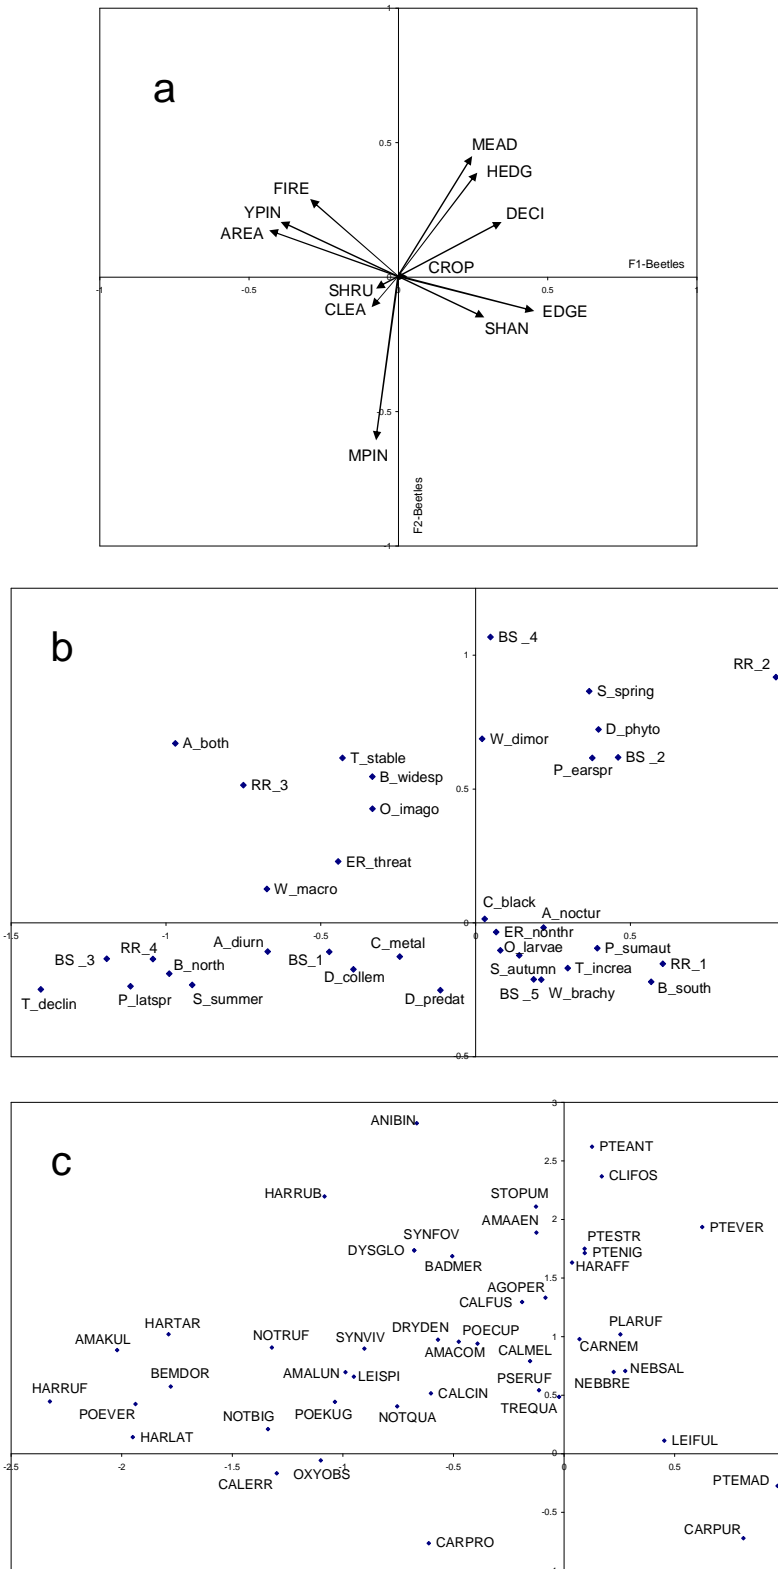 1
a
MEAD
0.5
HEDG
FIRE
DECI
YPIN
AREA
F1-Beetles
CROP
0
-1
-0.5
0
0.5
1
SHRU
CLEA
EDGE
SHAN
-0.5
MPIN
F2-Beetles
-1
b
BS _4
1
RR_2
S_spring
A_both
D_phyto
W_dimor
T_stable
BS _2
P_earspr
B_widesp
RR_3
O_imago
0.5
ER_threat
W_macro
C_black
A_noctur
0
-1.5
-1
-0.5
0
0.5
ER_nonthr
A_diurn
C_metal
O_larvae
P_sumaut
RR_4
BS _3
BS_1
B_north
D_collem
S_autumn
T_increa
RR_1
T_declin
P_latspr
S_summer
D_predat
BS _5
W_brachy
B_south
0.5
c
3
ANIBIN
PTEANT
2.5
CLIFOS
HARRUB
STOPUM
2
AMAAEN
PTEVER
SYNFOV
PTESTR
DYSGLO
PTENIG
BADMER
HARAFF
1.5
AGOPER
CALFUS
HARTAR
DRYDEN
PLARUF
NOTRUF
SYNVIV
POECUP
1
CARNEM
AMAKUL
AMACOM
CALMEL
BEMDOR
AMALUN
LEISPI
PSERUF
NEBSAL
HARRUF
CALCIN
NEBBRE
0.5
POEVER
NOTBIG
POEKUG
NOTQUA
TREQUA
HARLAT
LEIFUL
0
-2.5
-2
-1.5
-1
-0.5
0
0.5
CALERR
OXYOBS
PTEMAD
-0.5
CARPRO
CARPUR
-1